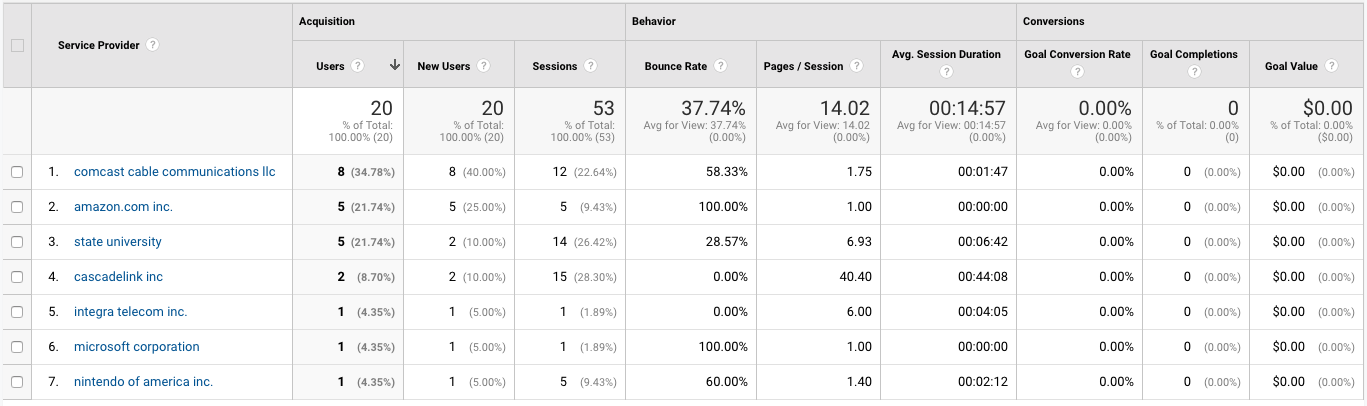 Acquisition Behavior Conversions
Service Provider ?
Users ? New Users ? Sessions ? Bounce Rate ? Pages / Session ? Avg. Session Duration ? Goal Conversion Rate ? Goal Completions ? Goal Value ?
20 20 53 37.74% 14.02 00:14:57 0.00% 0 $0.00
% of Total: % of Total: % of Total: Avg for View: 37.74% Avg for View: 14.02 Avg for View: 00:14:57 Avg for View: 0.00% % of Total: 0.00% % of Total: 0.00%
100.00% (20) 100.00% (20) 100.00% (53) (0.00%) (0.00%) (0.00%) (0.00%) (0) ($0.00)
1. comcast cable communications llc 8 (34.78%) 8 (40.00%) 12 (22.64%) 58.33% 1.75 00:01:47 0.00% 0 (0.00%) $0.00 (0.00%)
2. amazon.com inc. 5 (21.74%) 5 (25.00%) 5 (9.43%) 100.00% 1.00 00:00:00 0.00% 0 (0.00%) $0.00 (0.00%)
3. state university 5 (21.74%) 2 (10.00%) 14 (26.42%) 28.57% 6.93 00:06:42 0.00% 0 (0.00%) $0.00 (0.00%)
4. cascadelink inc 2 (8.70%) 2 (10.00%) 15 (28.30%) 0.00% 40.40 00:44:08 0.00% 0 (0.00%) $0.00 (0.00%)
5. integra telecom inc. 1 (4.35%) 1 (5.00%) 1 (1.89%) 0.00% 6.00 00:04:05 0.00% 0 (0.00%) $0.00 (0.00%)
6. microsoft corporation 1 (4.35%) 1 (5.00%) 1 (1.89%) 100.00% 1.00 00:00:00 0.00% 0 (0.00%) $0.00 (0.00%)
7. nintendo of america inc. 1 (4.35%) 1 (5.00%) 5 (9.43%) 60.00% 1.40 00:02:12 0.00% 0 (0.00%) $0.00 (0.00%)